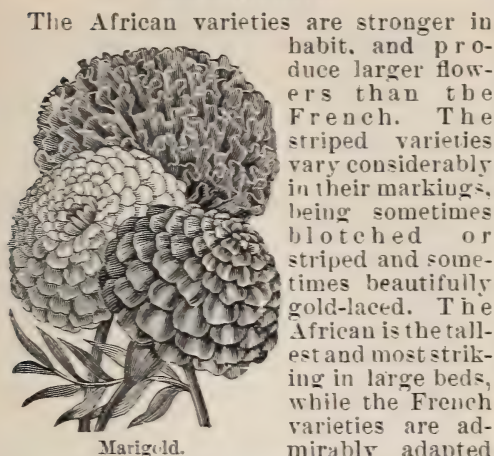 The African varieties are stronger in
habit, and pro-
duce larger flow-
ers than the
French. The
striped varieties
vary considerably
in their markings,
being sometimes
blotched or
striped and some-
times beautifully
gold-laced. The
African is the tall-
est and most strik-
ing in large beds,
while the French
varieties are ad-
mirably adapted
Marigold.